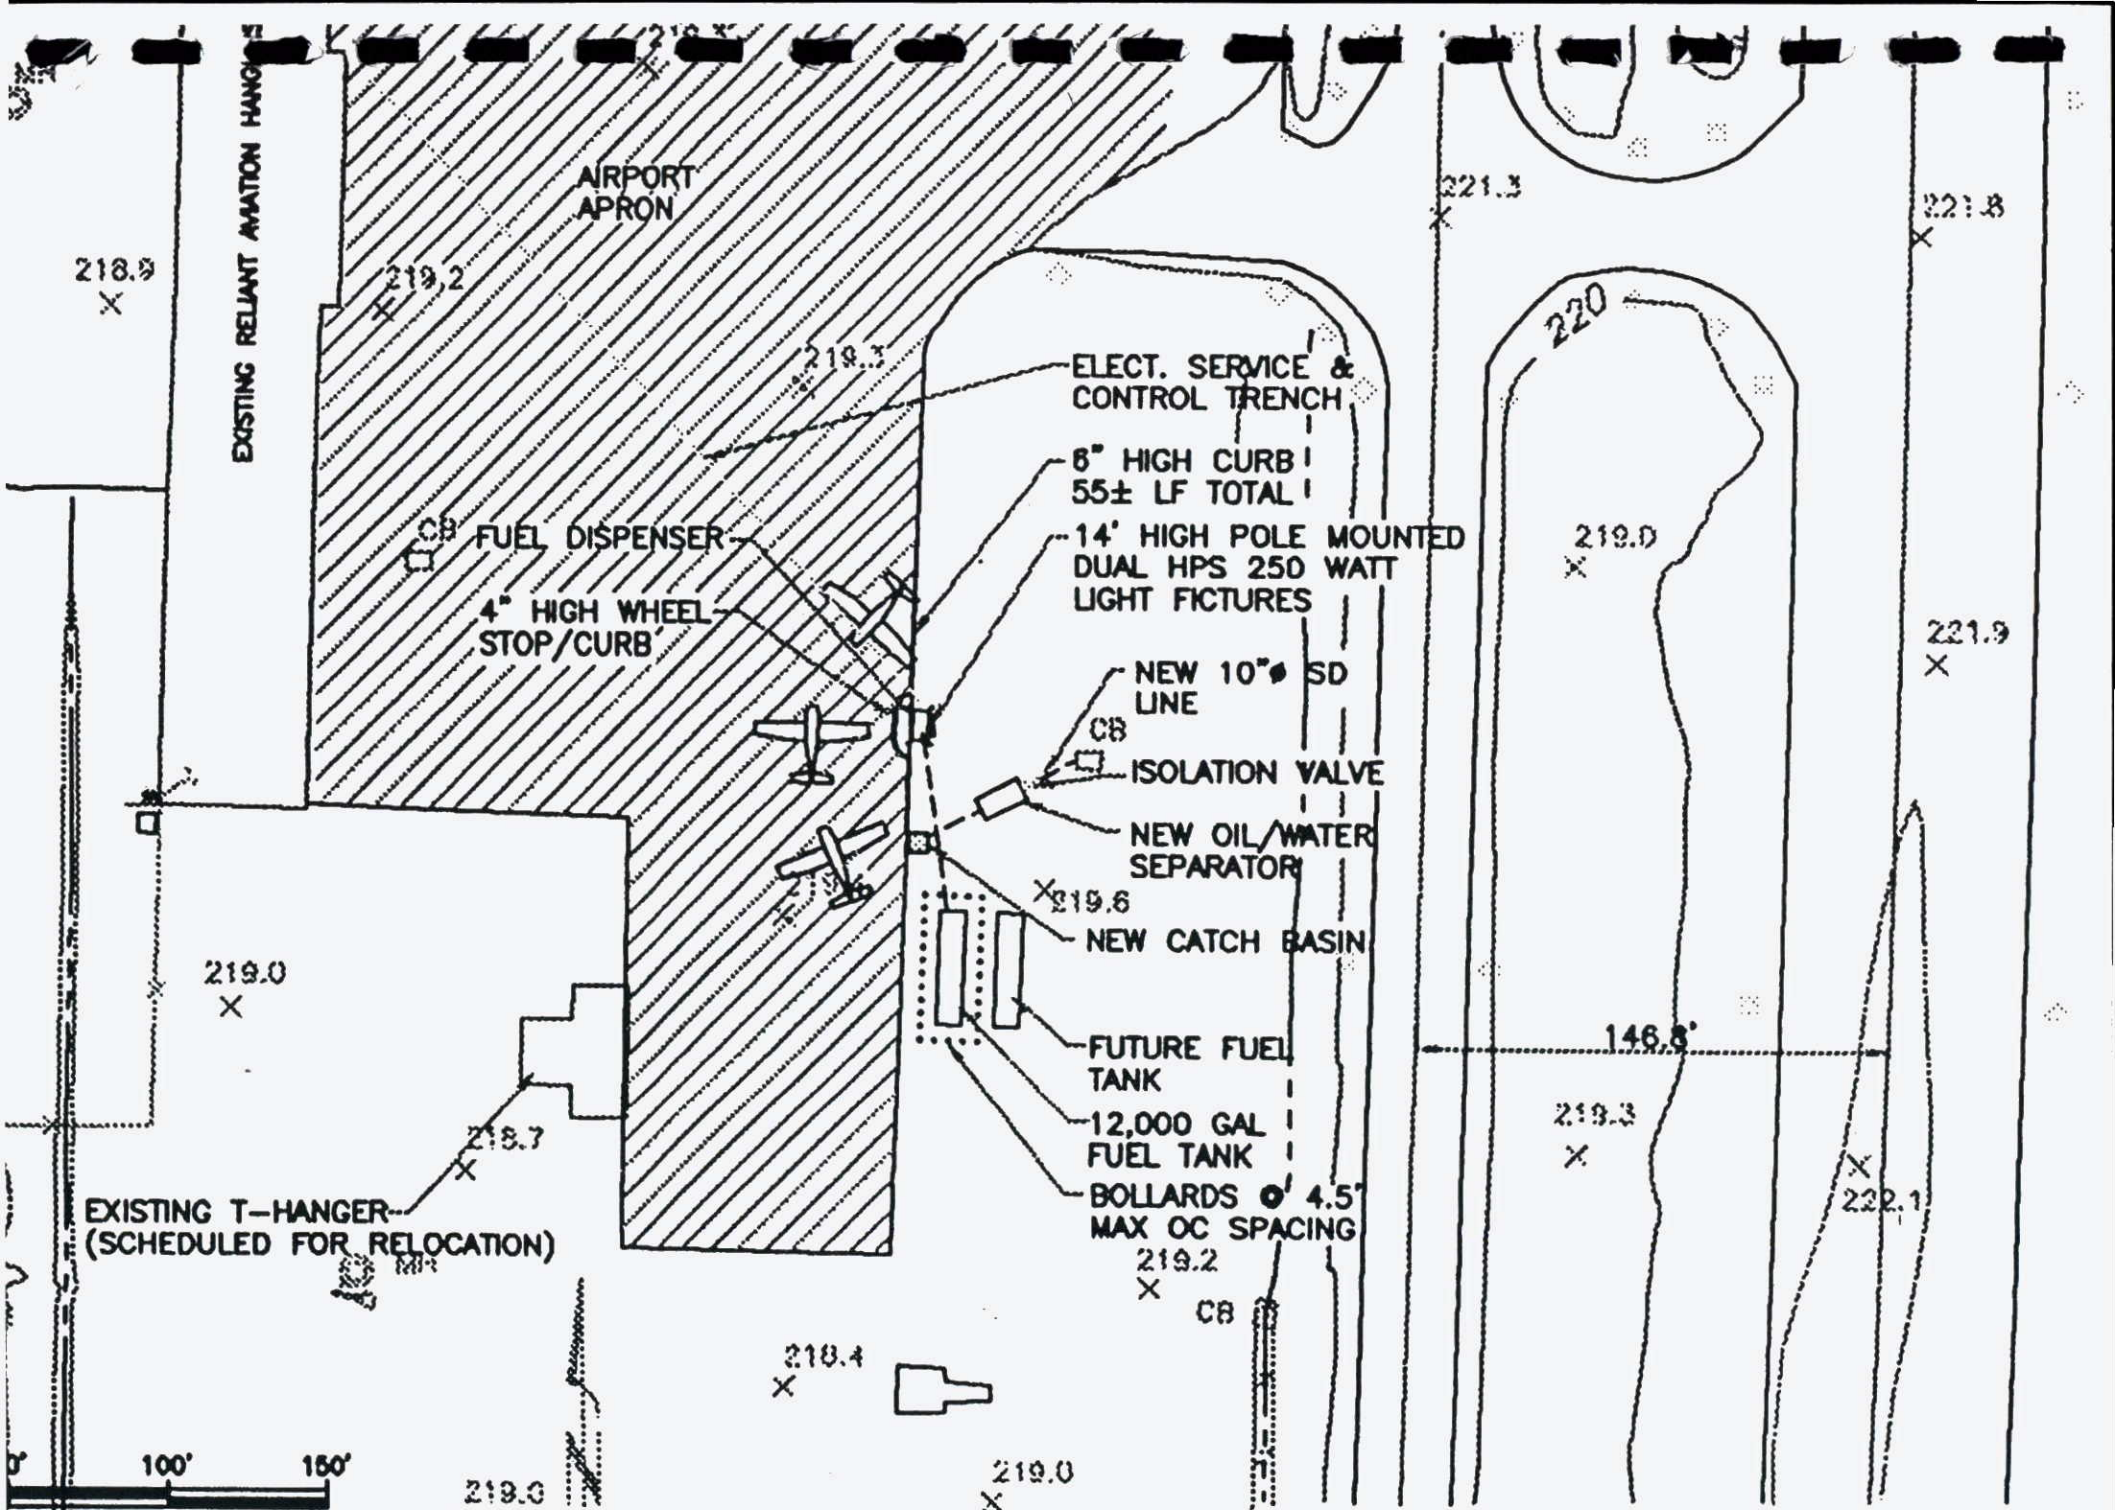 EXISTING RELIANT AVIATION
AIRPORT
APRON
221.3
221.8
218.9
219.2
220
219.3
ELECT. SERVICE &
CONTROL TRENCH
6" HIGH CURB
55± LF TOTAL
CB
FUEL DISPENSER
14' HIGH POLE MOUNTED
DUAL HPS 250 WATT
LIGHT FICTURES
219.0
4" HIGH WHEEL
STOP/CURB
221.9
NEW 10"ø SD
LINE
CB
ISOLATION VALVE
NEW OIL/WATER
SEPARATOR
219.6
NEW CATCH BASIN
219.0
146.8'
FUTURE FUEL
TANK
12,000 GAL
FUEL TANK
219.3
218.7
BOLLARDS @ 4.5'
MAX OC SPACING
222.1
EXISTING T-HANGER
(SCHEDULED FOR RELOCATION)
MH
219.2
CB
218.4
0'
100'
150'
219.0
219.0